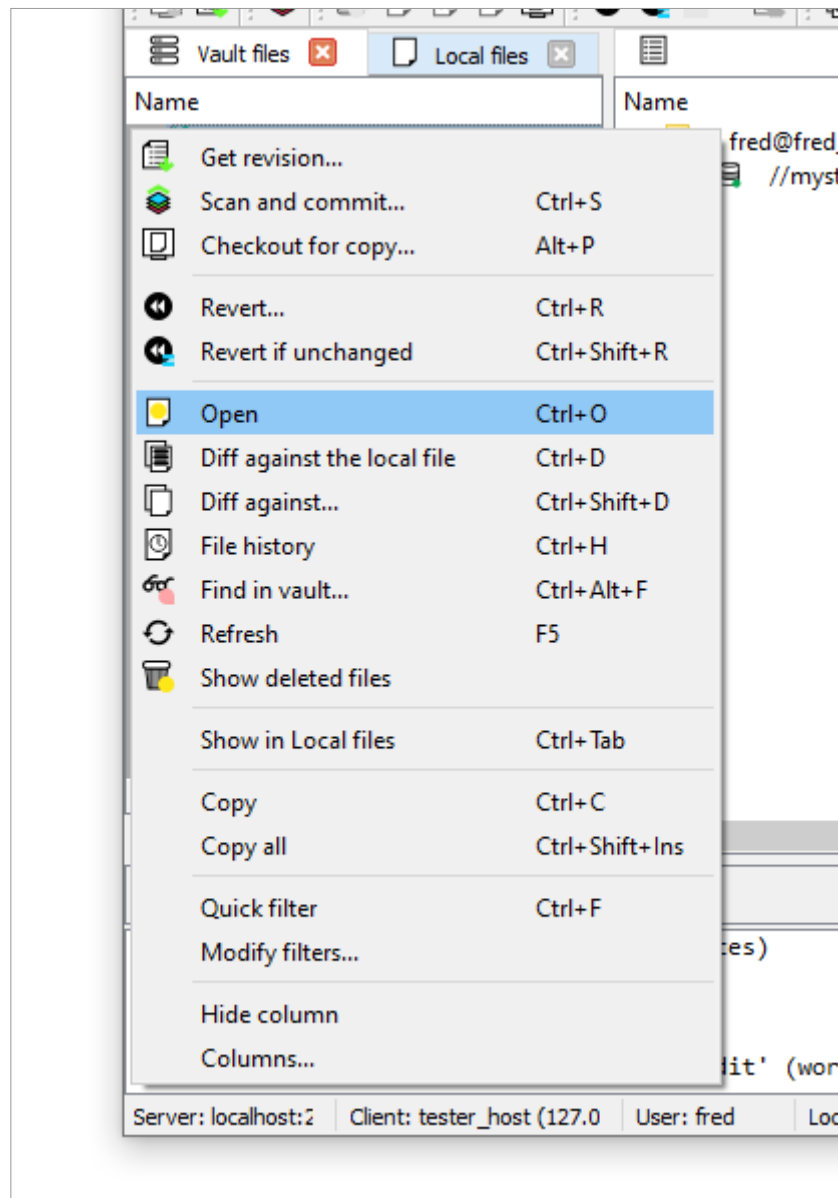 Vault files
Local files
Name
Name
fred@fred_
//myst
Get revision...
Scan and commit... Ctrl+S
Checkout for copy... Alt+P
Revert... Ctrl+R
Revert if unchanged Ctrl+Shift+R
Open Ctrl+O
Diff against the local file Ctrl+D
Diff against... Ctrl+Shift+D
File history Ctrl+H
Find in vault... Ctrl+Alt+F
Refresh F5
Show deleted files
Show in Local files Ctrl+Tab
Copy Ctrl+C
Copy all Ctrl+Shift+Ins
Quick filter Ctrl+F
Modify filters...
es)
Hide column
Columns...
dit' (wor
Server: localhost:2 Client: tester_host (127.0 User: fred Loc